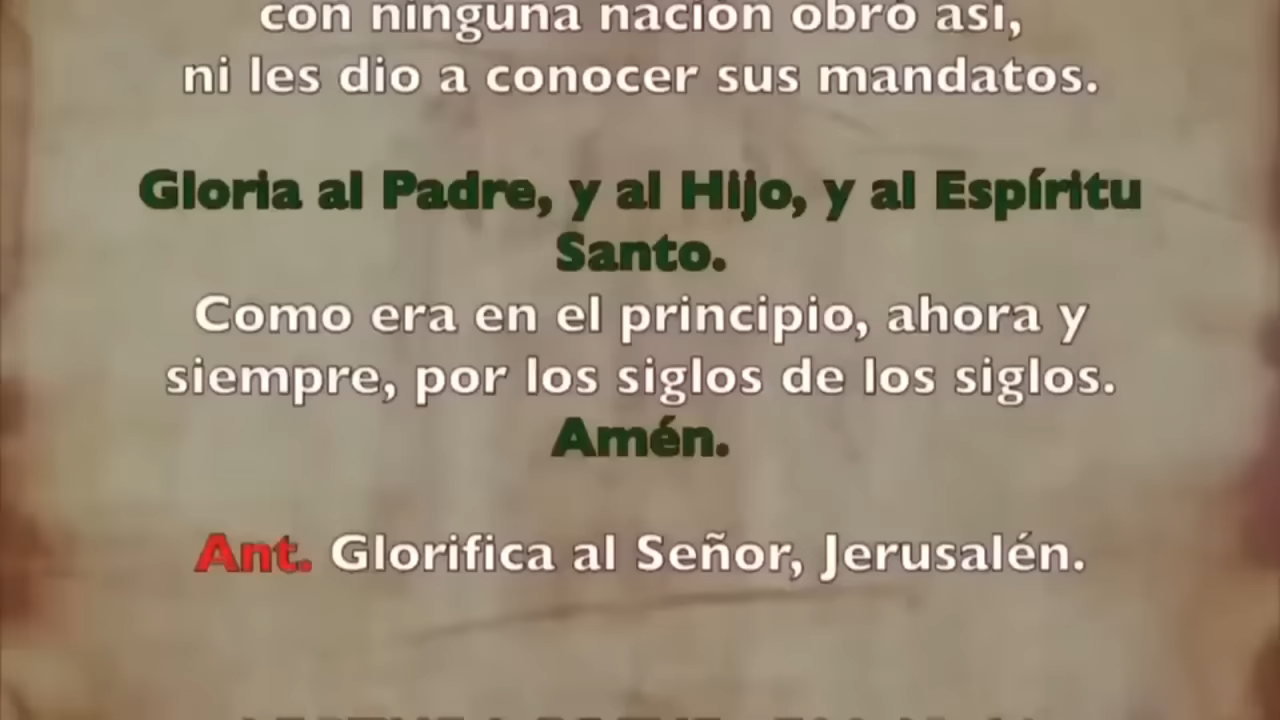 con ninguna nación obró así,
ni les dio a conocer sus mandatos.
Gloria al Padre, y al Hijo, y al Espíritu
Santo.
Como era en el principio, ahora y
siempre, por los siglos de los siglos.
Amén.
Ant. Glorifica al Señor, Jerusalén.